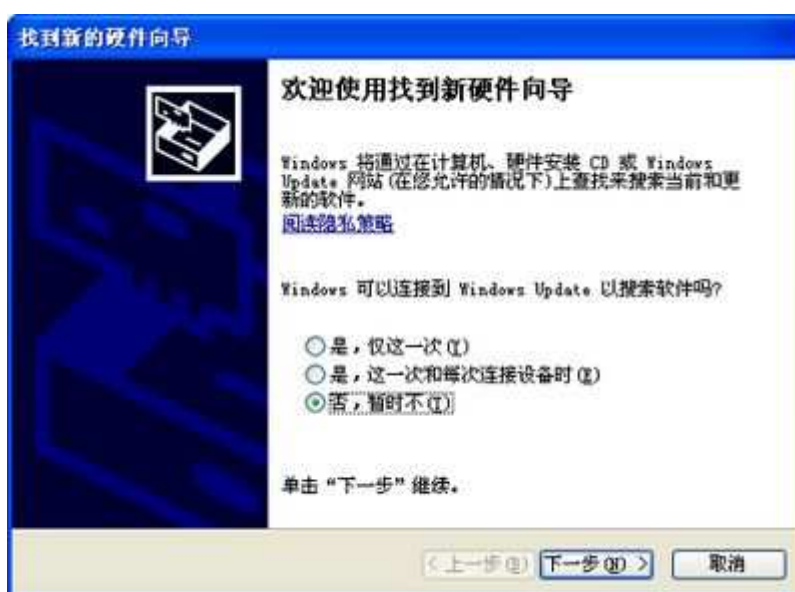 找到新的硬件向导
欢迎使用找到新硬件向导
Windows 将通过在计算机、硬件安装 CD 或 Windows
Update 网站(在您允许的情况下)上查找来搜索当前和更
新的软件。
阅读隐私策略
Windows 可以连接到 Windows Update 以搜索软件吗?
是，仅这一次(Y)
是，这一次和每次连接设备时(E)
否，暂时不(T)
单击“下一步”继续。
< 上一步(B) 下一步(N) > 取消